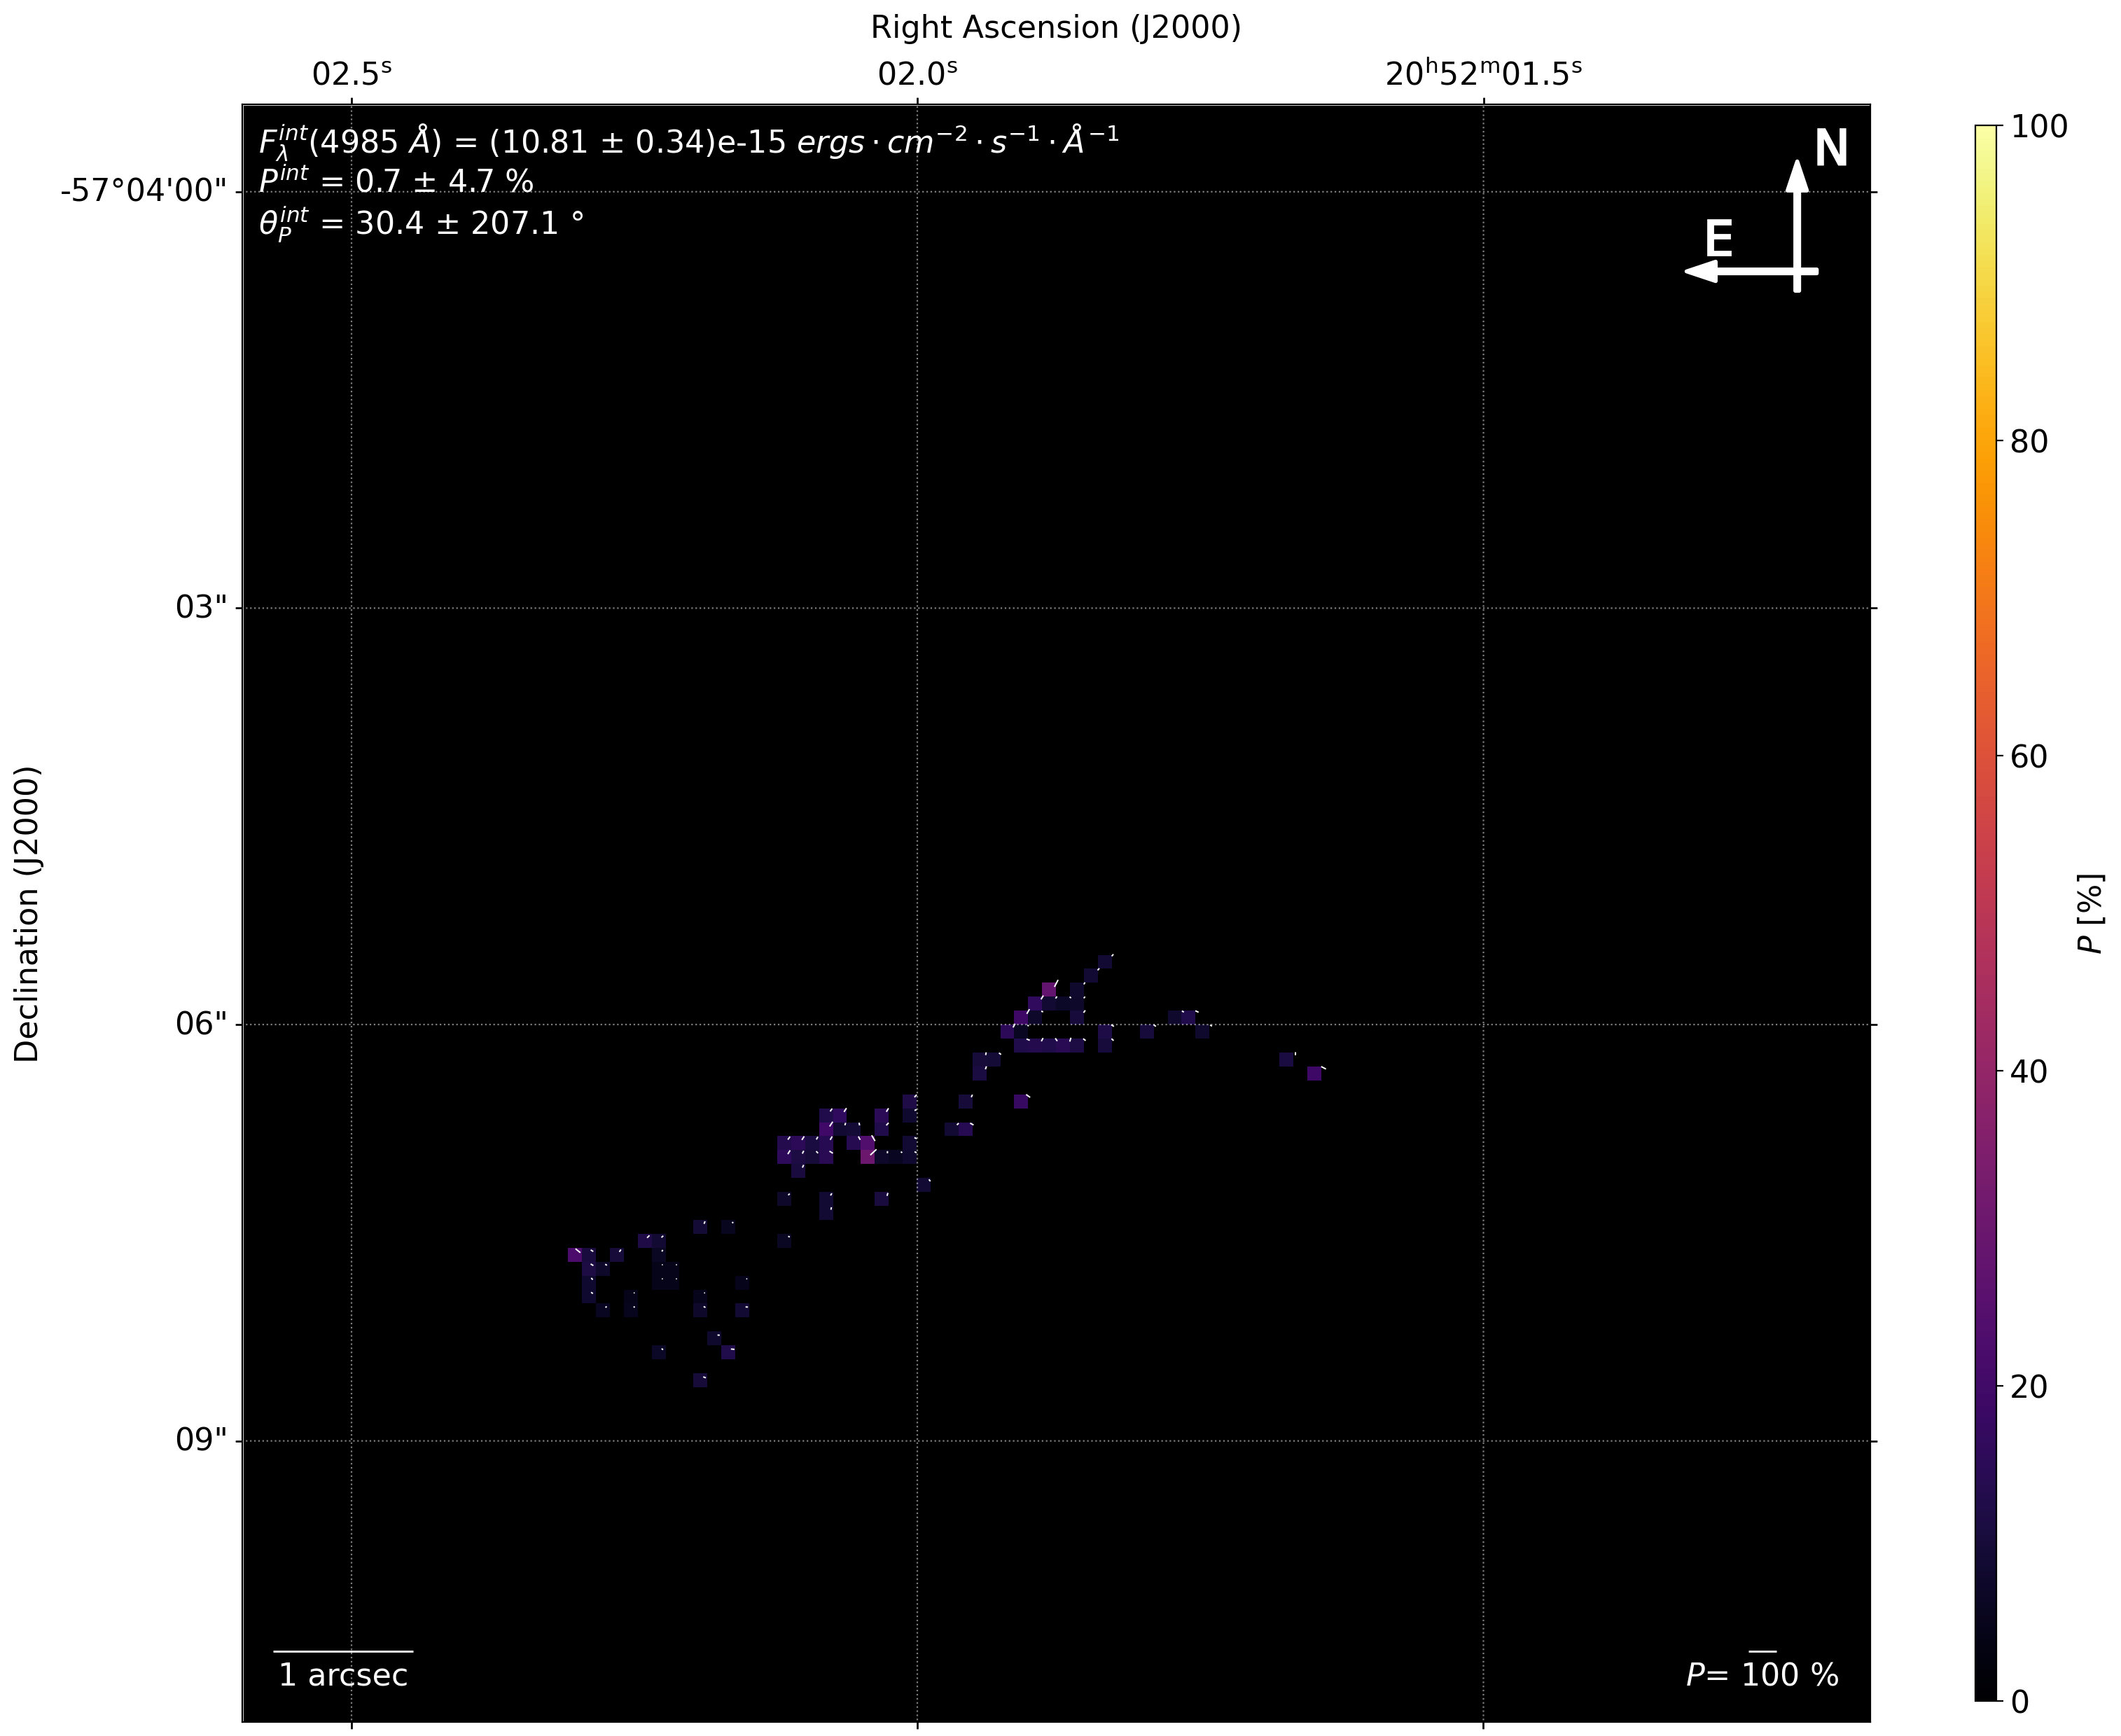 Right Ascension (J2000)
02.5ˢ 02.0ˢ 20ʰ52ᵐ01.5ˢ
F_λ^int(4985 Å) = (10.81 ± 0.34)e-15 ergs · cm⁻² · s⁻¹ · Å⁻¹
P^int = 0.7 ± 4.7 %
θ_P^int = 30.4 ± 207.1 °
N
E
-57°04'00"
03"
06"
09"
Declination (J2000)
1 arcsec
P= 100 %
100
80
60
40
20
0
P [%]